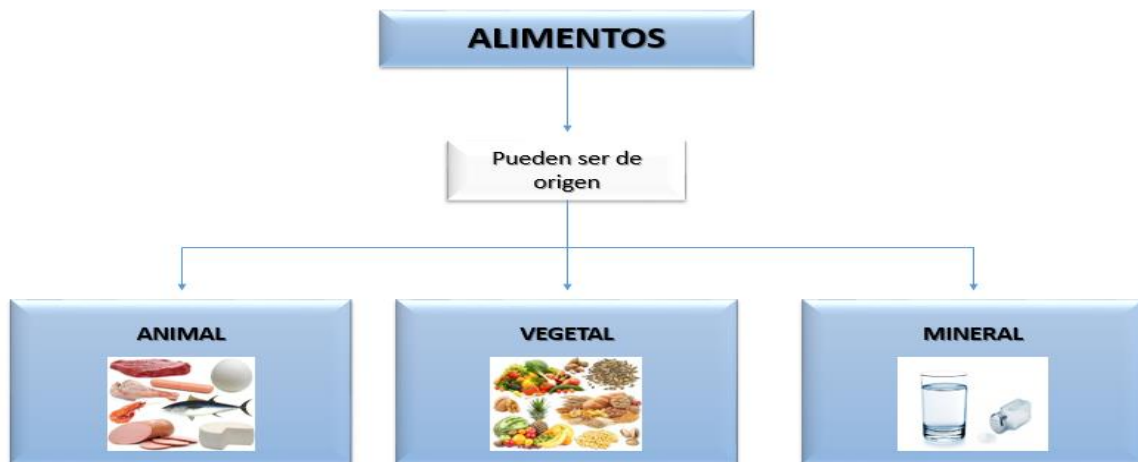 ALIMENTOS
Pueden ser de
origen
ANIMAL
VEGETAL
MINERAL